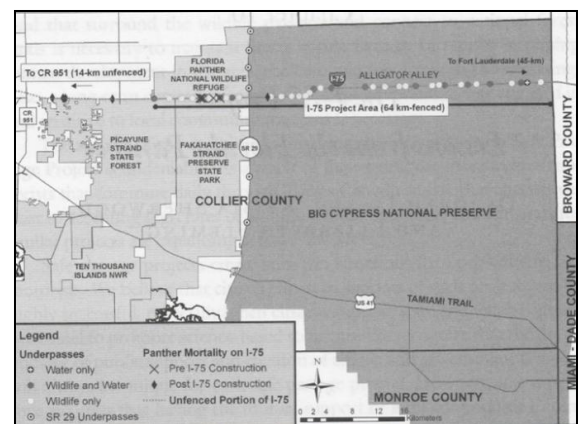 To CR 951 (14-km unfenced)
FLORIDA
PANTHER
NATIONAL WILDLIFE
REFUGE
I-75
ALLIGATOR ALLEY
To Fort Lauderdale (45-km)
I-75 Project Area (64 km-fenced)
CR
951
PICAYUNE
STRAND
STATE
FOREST
FAKAHATCHEE
STRAND
PRESERVE
STATE
PARK
SR 29
COLLIER COUNTY
BIG CYPRESS NATIONAL PRESERVE
BROWARD COUNTY
TEN THOUSAND
ISLANDS NWR
US 41
TAMIAMI TRAIL
MIAMI - DADE COUNTY
MONROE COUNTY
Legend
Underpasses
Water only
Wildlife and Water
Wildlife only
SR 29 Underpasses
Panther Mortality on I-75
Pre I-75 Construction
Post I-75 Construction
Unfenced Portion of I-75
N
0 2 4 8 12 16
Kilometers